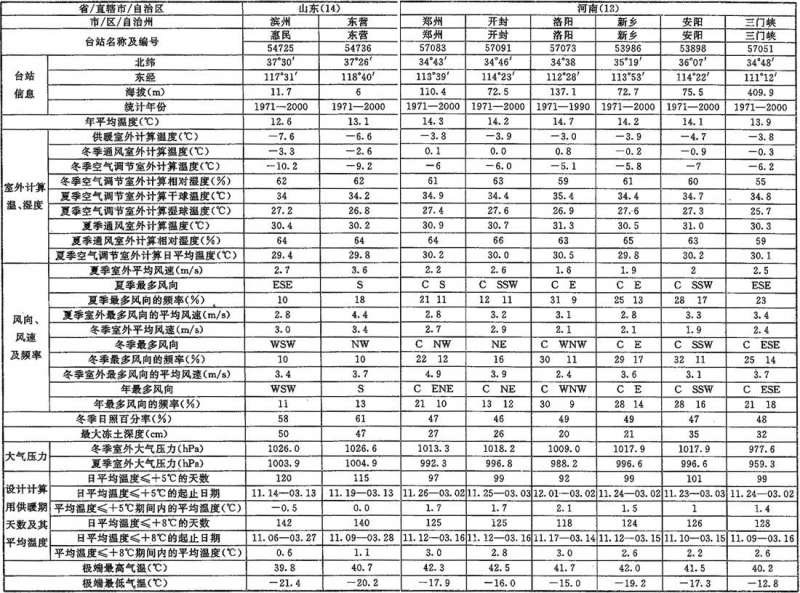 省/直辖市/自治区 山东(14) 河南(12)
市/区/自治州 滨州 东营 郑州 开封 洛阳 新乡 安阳 三门峡
台站名称及编号 惠民 东营 郑州 开封 洛阳 新乡 安阳 三门峡
54725 54736 57083 57091 57073 53986 53898 57051
台站信息 北纬 37°30′ 37°26′ 34°43′ 34°46′ 34°38 35°19′ 36°07′ 34°48′
东经 117°31′ 118°40′ 113°39′ 114°23′ 112°28′ 113°53′ 114°22′ 111°12′
海拔(m) 11.7 6 110.4 72.5 137.1 72.7 75.5 409.9
统计年份 1971—2000 1971—2000 1971—2000 1971—2000 1971—1990 1971—2000 1971—2000 1971—2000
年平均温度(℃) 12.6 13.1 14.3 14.2 14.7 14.2 14.1 13.9
室外计算温、湿度 供暖室外计算温度(℃) −7.6 −6.6 −3.8 −3.9 −3.0 −3.9 −4.7 −3.8
冬季通风室外计算温度(℃) −3.3 −2.6 0.1 0.0 0.8 −0.2 −0.9 −0.3
冬季空气调节室外计算温度(℃) −10.2 −9.2 −6 −6.0 −5.1 −5.8 −7 −6.2
冬季空气调节室外计算相对湿度(%) 62 62 61 63 59 61 60 55
夏季空气调节室外计算干球温度(℃) 34 34.2 34.9 34.4 35.4 34.4 34.7 34.8
夏季空气调节室外计算湿球温度(℃) 27.2 26.8 27.4 27.6 26.9 27.6 27.3 25.7
夏季通风室外计算温度(℃) 30.4 30.2 30.9 30.7 31.3 30.5 31.0 30.3
夏季通风室外计算相对湿度(%) 64 64 64 66 63 65 63 59
夏季空气调节室外计算日平均温度(℃) 29.4 29.8 30.2 30.0 30.5 29.8 30.2 30.1
风向、风速及频率 夏季室外平均风速(m/s) 2.7 3.6 2.2 2.6 1.6 1.9 2 2.5
夏季最多风向 ESE S C S C SSW C E C E C SSW ESE
夏季最多风向的频率(%) 10 18 21 11 12 11 31 9 25 13 28 17 23
夏季室外最多风向的平均风速(m/s) 2.8 4.4 2.8 3.2 3.1 2.8 3.3 3.4
冬季室外平均风速(m/s) 3.0 3.4 2.7 2.9 2.1 2.1 1.9 2.4
冬季最多风向 WSW NW C NW NE C WNW C E C SSW C ESE
冬季最多风向的频率(%) 10 10 22 12 16 30 11 29 17 32 11 25 14
冬季室外最多风向的平均风速(m/s) 3.4 3.7 4.9 3.9 2.4 3.6 3.1 3.7
年最多风向 WSW S C ENE C NE C WNW C E C SSW C ESE
年最多风向的频率(%) 11 13 21 10 13 12 30 9 28 14 28 16 21 18
冬季日照百分率(%) 58 61 47 46 49 49 47 48
最大冻土深度(cm) 50 47 27 26 20 21 35 32
大气压力 冬季室外大气压力(hPa) 1026.0 1026.6 1013.3 1018.2 1009.0 1017.9 1017.9 977.6
夏季室外大气压力(hPa) 1003.9 1004.9 992.3 996.8 988.2 996.6 996.6 959.3
设计计算用供暖期天数及其平均温度 日平均温度≤+5℃的天数 120 115 97 99 92 99 101 99
日平均温度≤+5℃的起止日期 11.14—03.13 11.19—03.13 11.26—03.02 11.25—03.03 12.01—03.02 11.24—03.02 11.23—03.03 11.24—03.02
平均温度≤+5℃期间内的平均温度(℃) −0.5 0.0 1.7 1.7 2.1 1.5 1 1.4
日平均温度≤+8℃的天数 142 140 125 125 118 124 126 128
日平均温度≤+8℃的起止日期 11.06—03.27 11.09—03.28 11.12—03.16 11.12—03.16 11.17—03.14 11.12—03.15 11.10—03.15 11.09—03.16
平均温度≤+8℃期间内的平均温度(℃) 0.6 1.1 3.0 2.8 3.0 2.6 2.2 2.6
极端最高气温(℃) 39.8 40.7 42.3 42.5 41.7 42.0 41.5 40.2
极端最低气温(℃) −21.4 −20.2 −17.9 −16.0 −15.0 −19.2 −17.3 −12.8